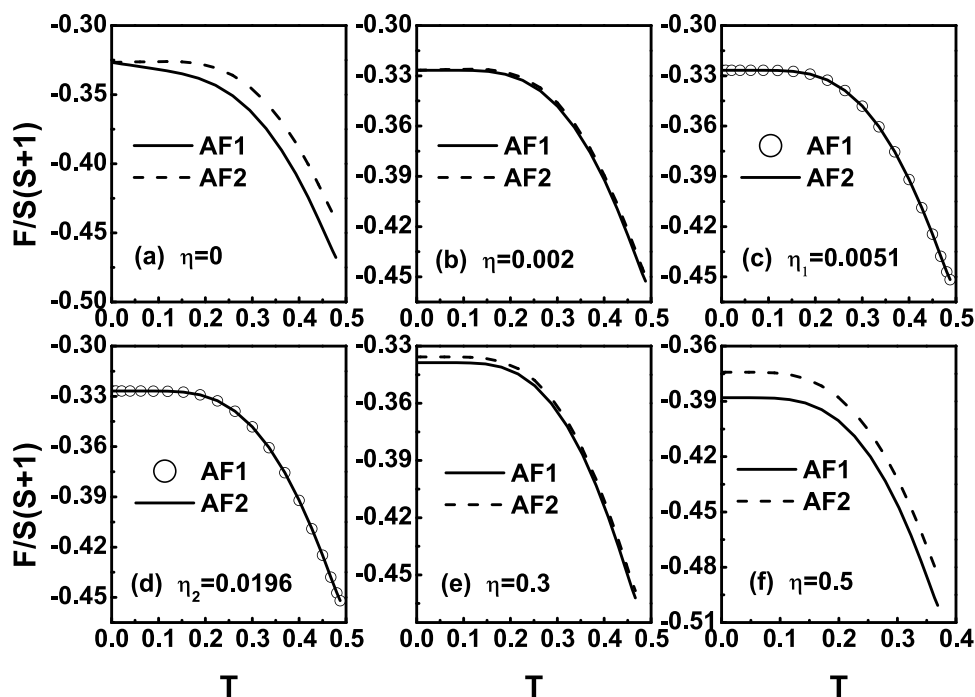 -0.30
-0.35
-0.40
-0.45
-0.50
F/S(S+1)
AF1
AF2
(a) η=0
0.0 0.1 0.2 0.3 0.4 0.5
-0.30
-0.33
-0.36
-0.39
-0.42
-0.45
AF1
AF2
(b) η=0.002
0.0 0.1 0.2 0.3 0.4 0.5
-0.30
-0.33
-0.36
-0.39
-0.42
-0.45
AF1
AF2
(c) η1=0.0051
0.0 0.1 0.2 0.3 0.4 0.5
-0.30
-0.33
-0.36
-0.39
-0.42
-0.45
F/S(S+1)
AF1
AF2
(d) η2=0.0196
0.0 0.1 0.2 0.3 0.4 0.5
T
-0.33
-0.36
-0.39
-0.42
-0.45
AF1
AF2
(e) η=0.3
0.0 0.1 0.2 0.3 0.4 0.5
T
-0.36
-0.39
-0.42
-0.45
-0.48
-0.51
AF1
AF2
(f) η=0.5
0.0 0.1 0.2 0.3 0.4
T